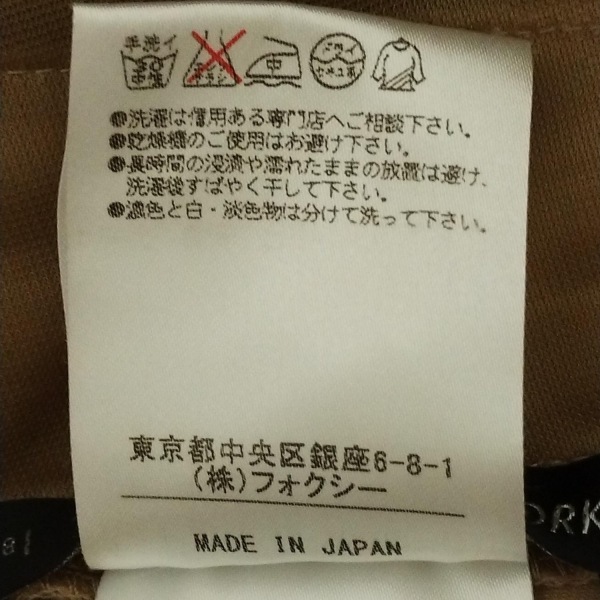 手洗イ
中
●洗濯は信用ある専門店へご相談下さい。
●乾燥機のご使用はお避け下さい。
●長時間の浸漬や濡れたままの放置は避け、
洗濯後すばやく干して下さい。
●濃色と白・淡色物は分けて洗って下さい。
東京都中央区銀座6-8-1
(株)フォクシー
MADE IN JAPAN